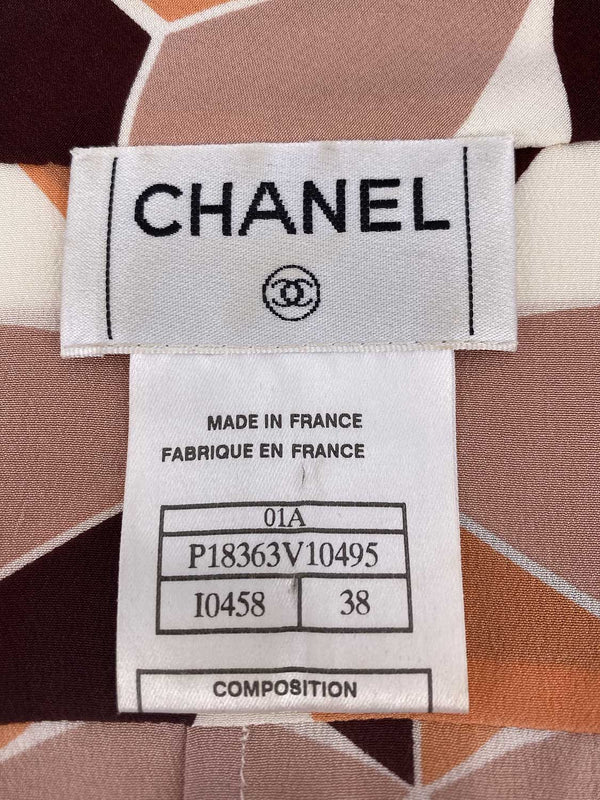 CHANEL
MADE IN FRANCE
FABRIQUE EN FRANCE
01A
P18363V10495
I0458 38
COMPOSITION